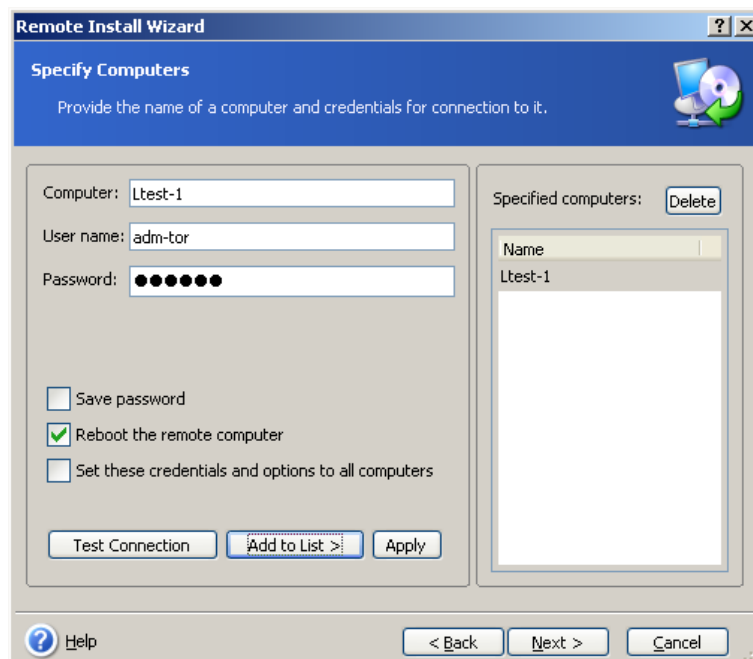 Remote Install Wizard
Specify Computers
Provide the name of a computer and credentials for connection to it.
Computer: Ltest-1
User name: adm-tor
Password: ●●●●●●
Save password
Reboot the remote computer
Set these credentials and options to all computers
Test Connection Add to List > Apply
Specified computers: Delete
Name
Ltest-1
Help < Back Next > Cancel